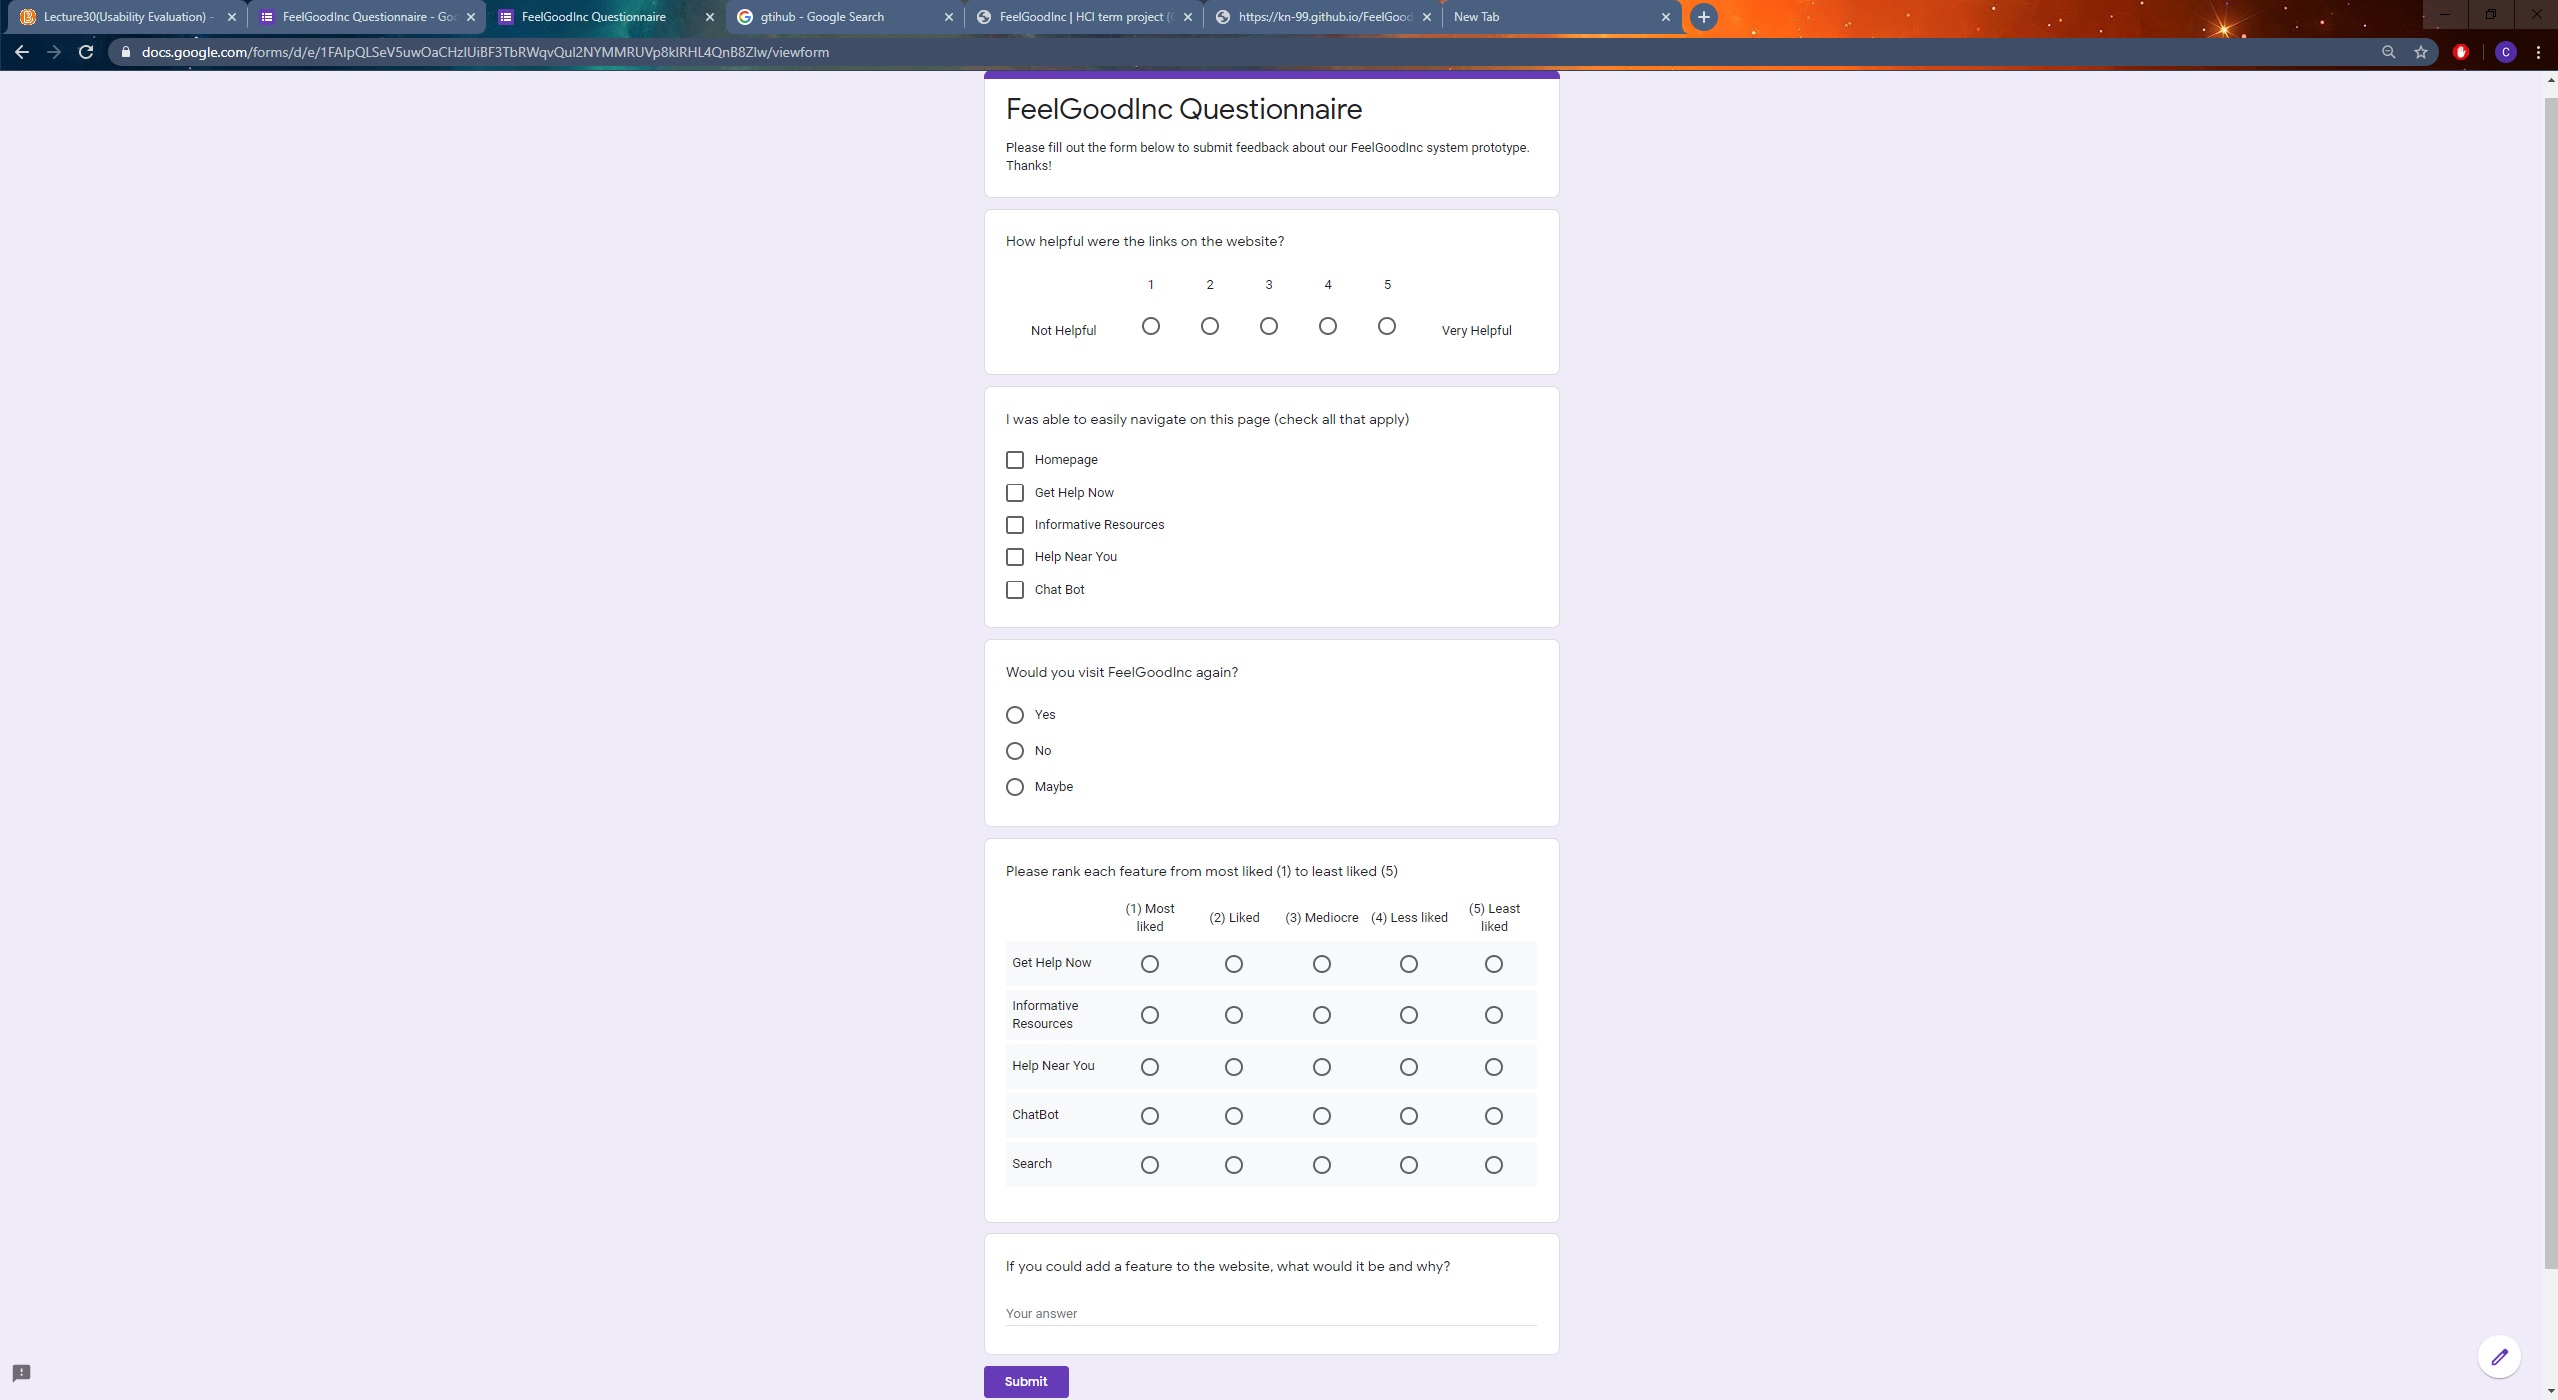 Lecture30(Usability Evaluation) -
FeelGoodInc Questionnaire - Goo
FeelGoodInc Questionnaire
gtihub - Google Search
FeelGoodInc | HCI term project (
https://kn-99.github.io/FeelGood
New Tab
docs.google.com/forms/d/e/1FAIpQLSeV5uwOaCHzIUiBF3TbRWqvQuI2NYMMRUVp8kIRHL4QnB8ZIw/viewform
C
FeelGoodInc Questionnaire
Please fill out the form below to submit feedback about our FeelGoodInc system prototype.
Thanks!
How helpful were the links on the website?
1 2 3 4 5
Not Helpful Very Helpful
I was able to easily navigate on this page (check all that apply)
Homepage
Get Help Now
Informative Resources
Help Near You
Chat Bot
Would you visit FeelGoodInc again?
Yes
No
Maybe
Please rank each feature from most liked (1) to least liked (5)
(1) Most liked (2) Liked (3) Mediocre (4) Less liked (5) Least liked
Get Help Now
Informative
Resources
Help Near You
ChatBot
Search
If you could add a feature to the website, what would it be and why?
Your answer
Submit